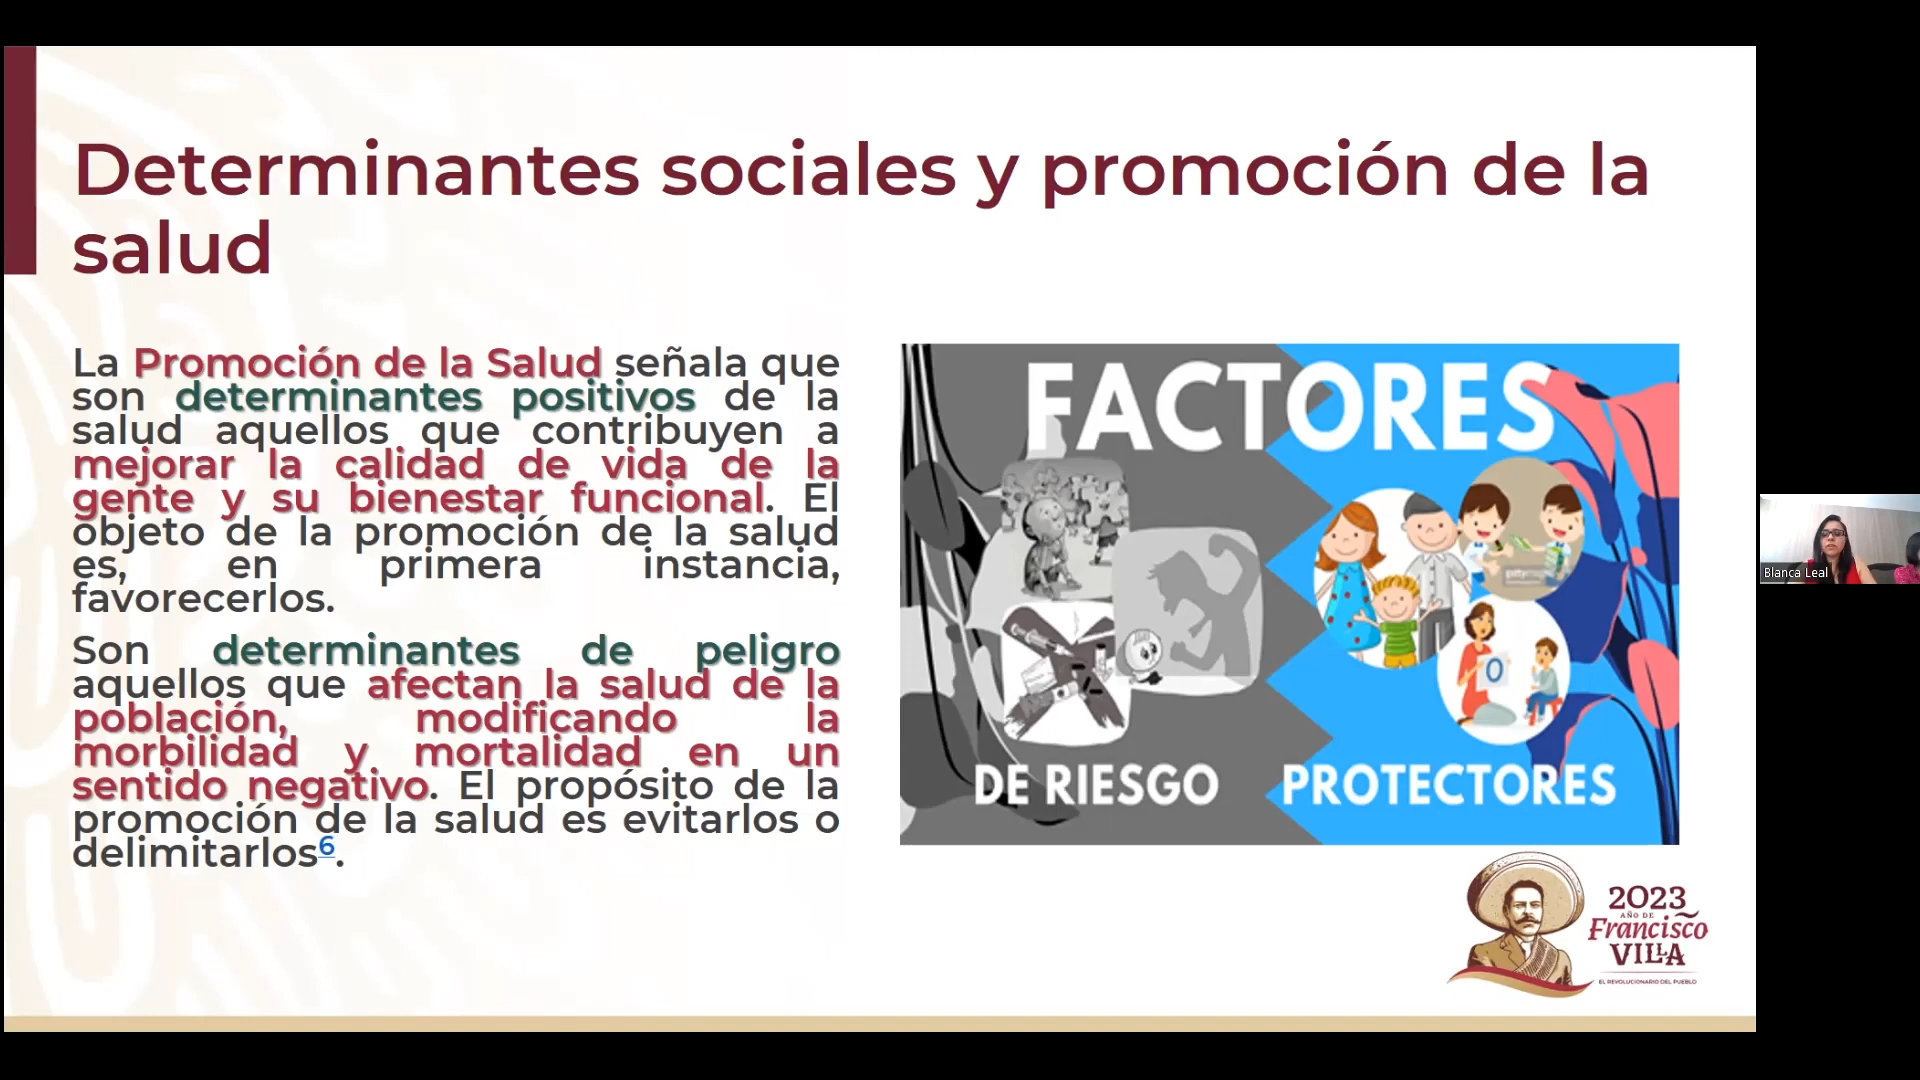 Determinantes sociales y promoción de la
salud
La Promoción de la Salud señala que
son determinantes positivos de la
salud aquellos que contribuyen a
mejorar la calidad de vida de la
gente y su bienestar funcional. El
objeto de la promoción de la salud
es, en primera instancia,
favorecerlos.
Son determinantes de peligro
aquellos que afectan la salud de la
población, modificando la
morbilidad y mortalidad en un
sentido negativo. El propósito de la
promoción de la salud es evitarlos o
delimitarlos6.
FACTORES
DE RIESGO
PROTECTORES
O
2023
AÑO DE
Francisco
VILLA
EL REVOLUCIONARIO DEL PUEBLO
Blanca Leal